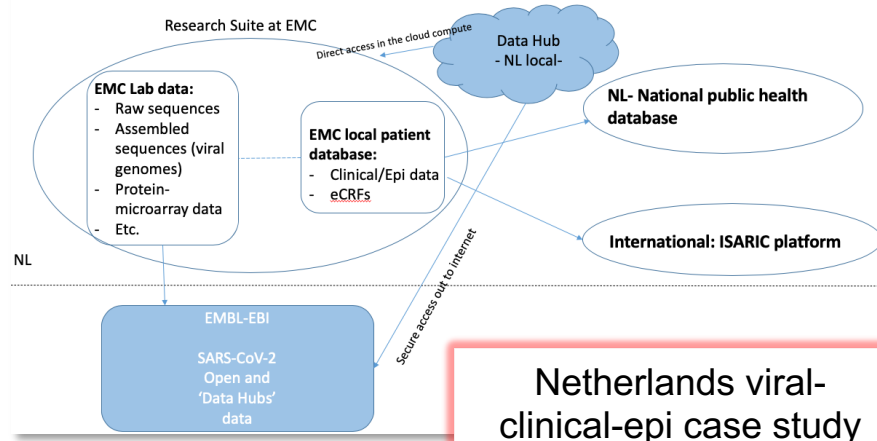 Research Suite at EMC
Direct access in the cloud compute
Data Hub
- NL local-
EMC Lab data:
- Raw sequences
- Assembled
sequences (viral
genomes)
- Protein-
microarray data
- Etc.
EMC local patient
database:
- Clinical/Epi data
- eCRFs
NL- National public health
database
International: ISARIC platform
NL
Secure access out to internet
EMBL-EBI
SARS-CoV-2
Open and
'Data Hubs'
data
Netherlands viral-
clinical-epi case study